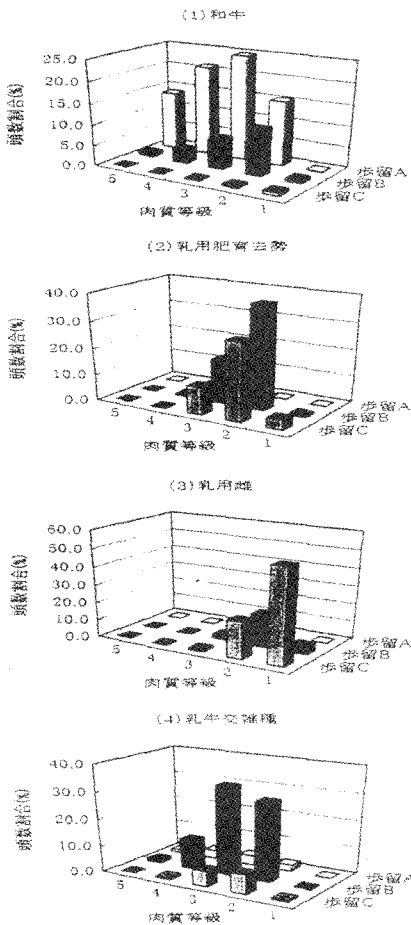 (1)和牛
頭数割合(%)
25.0
20.0
15.0
10.0
5.0
0.0
5
4
3
2
1
肉質等級
歩留A
歩留B
歩留C
(2)乳用肥育去勢
頭数割合(%)
40.0
30.0
20.0
10.0
0.0
5
4
3
2
1
肉質等級
歩留A
歩留B
歩留C
(3)乳用雌
頭数割合(%)
60.0
50.0
40.0
30.0
20.0
10.0
0.0
5
4
3
2
1
肉質等級
歩留A
歩留B
歩留C
(4)乳牛交雑種
頭数割合(%)
40.0
30.0
20.0
10.0
0.0
5
4
3
2
1
肉質等級
歩留A
歩留B
歩留C